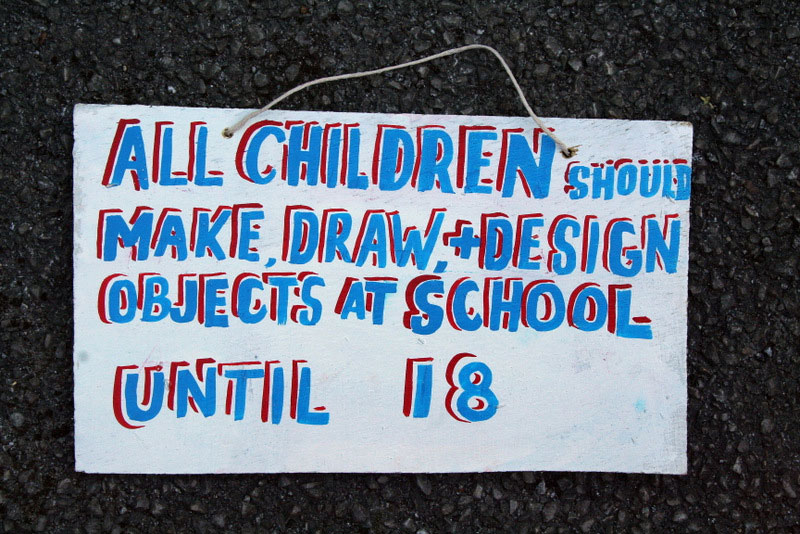 ALL CHILDREN SHOULD
MAKE, DRAW, + DESIGN
OBJECTS AT SCHOOL
UNTIL 18